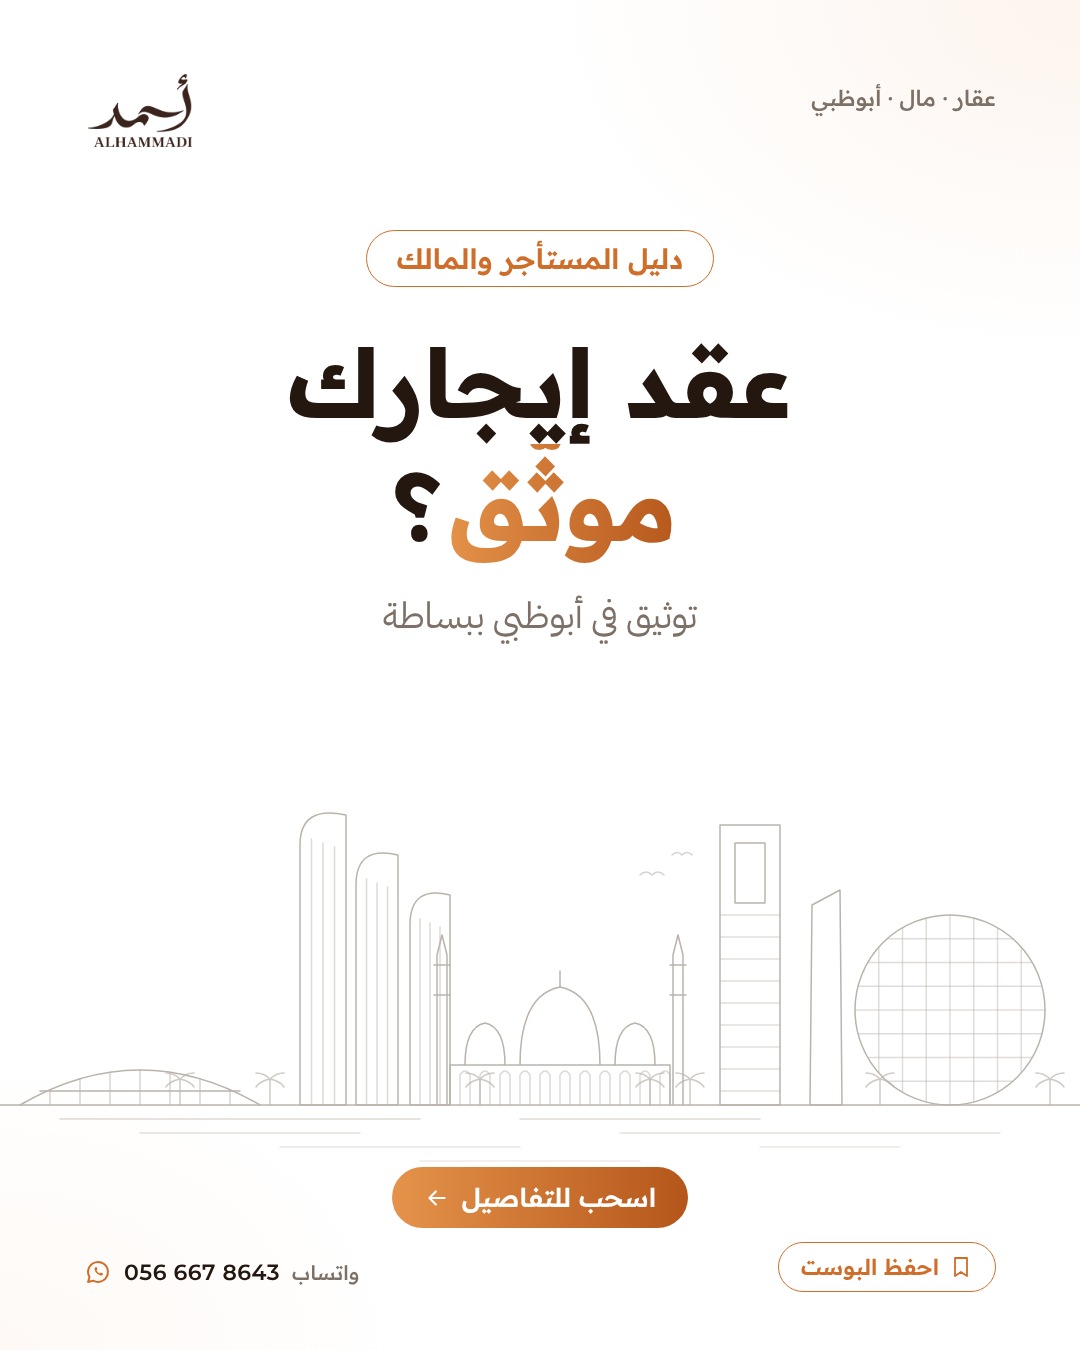 عقار · مال · أبوظبي
أحمد
ALHAMMADI
دليل المستأجر والمالك
عقد إيجارك
موثّق؟
توثيق في أبوظبي ببساطة
اسحب للتفاصيل ←
احفظ البوست
واتساب 056 667 8643